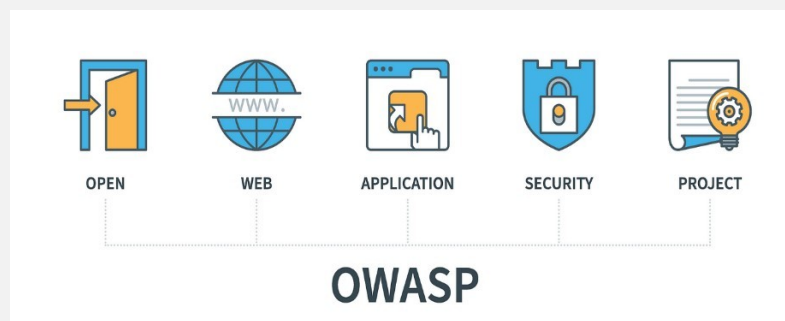 WWW.
OPEN
WEB
APPLICATION
SECURITY
PROJECT
OWASP